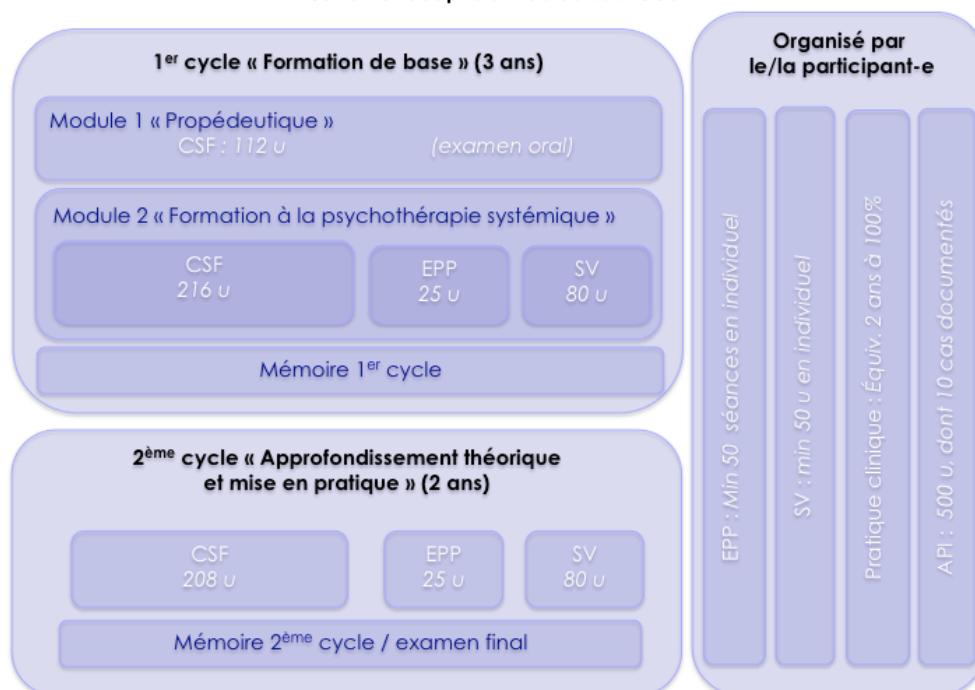 1er cycle « Formation de base » (3 ans)
Module 1 « Propédeutique »
CSF : 112 u (examen oral)
Module 2 « Formation à la psychothérapie systémique »
CSF
216 u
EPP
25 u
SV
80 u
Mémoire 1er cycle
2ème cycle « Approfondissement théorique
et mise en pratique » (2 ans)
CSF
208 u
EPP
25 u
SV
80 u
Mémoire 2ème cycle / examen final
Organisé par
le/la participant-e
EPP : Min 50 séances en individuel
SV : min 50 u en individuel
Pratique clinique : Équiv. 2 ans à 100%
API : 500 u, dont 10 cas documentés